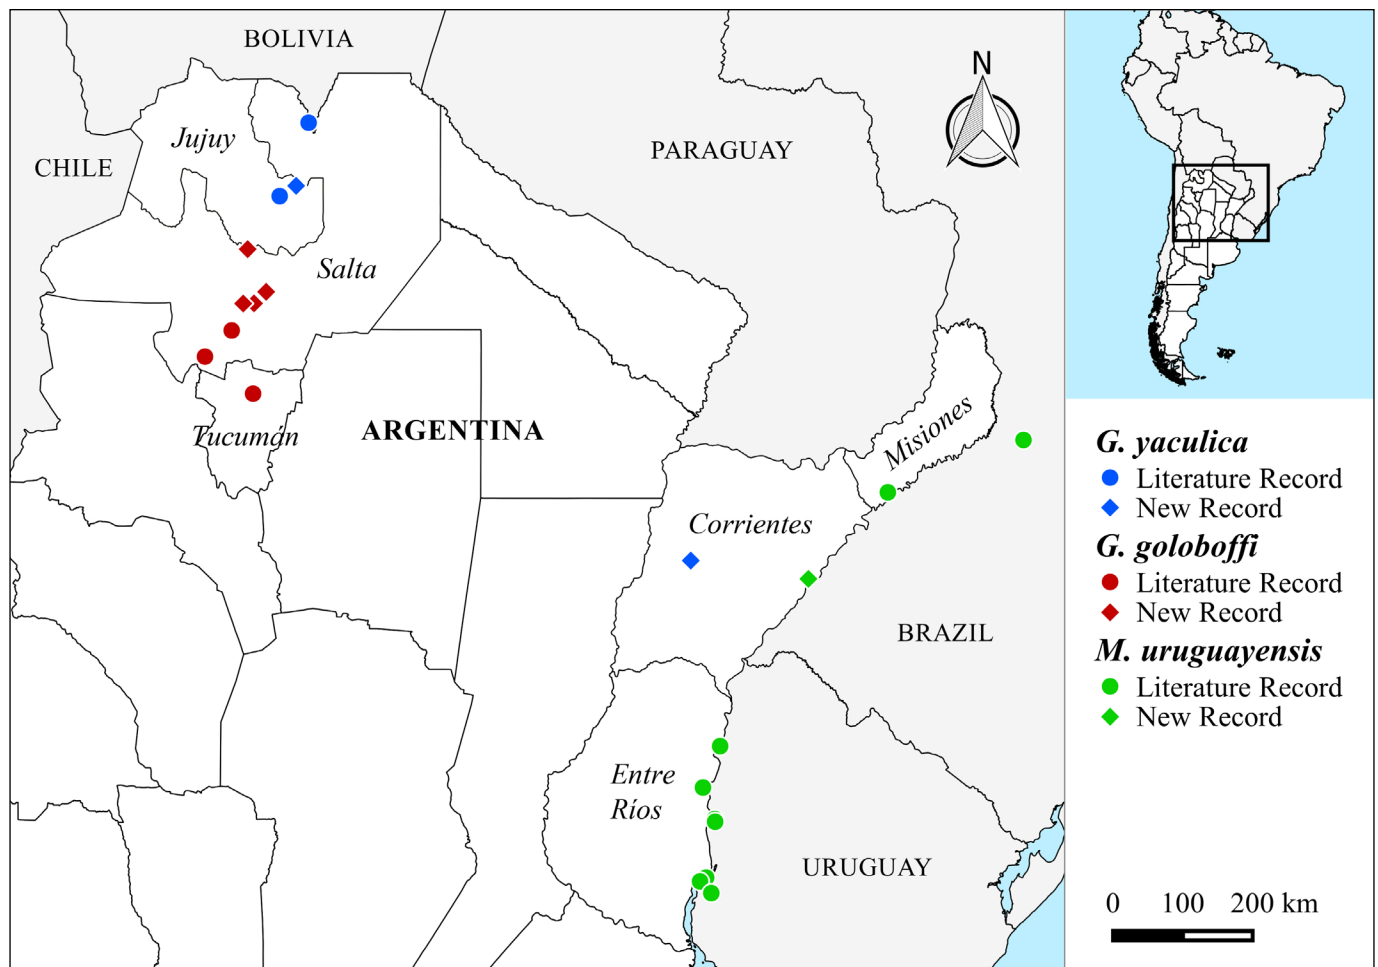 BOLIVIA
N
Jujuy
PARAGUAY
CHILE
Salta
Misiones
Tucumán
ARGENTINA
Corrientes
BRAZIL
Entre
Ríos
URUGUAY
G. yaculica
Literature Record
New Record
G. goloboffi
Literature Record
New Record
M. uruguayensis
Literature Record
New Record
0 100 200 km